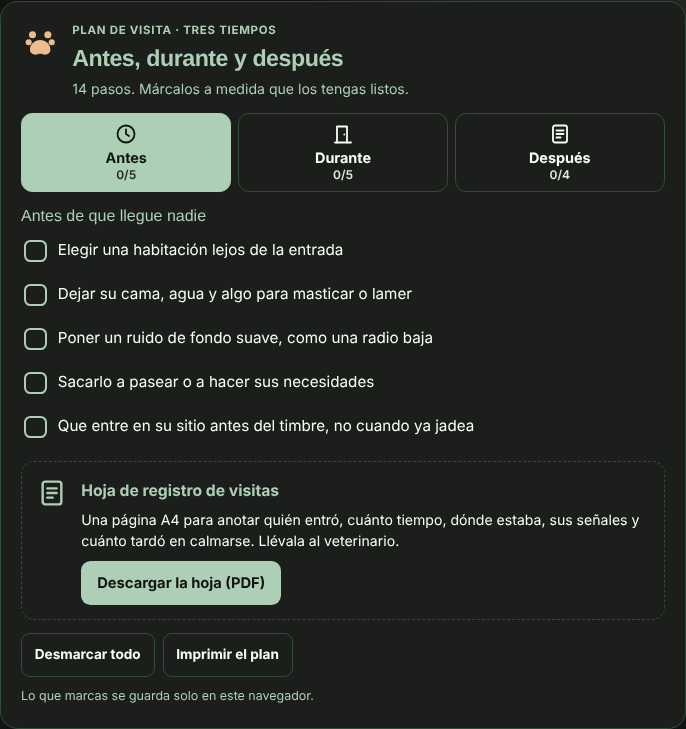 PLAN DE VISITA · TRES TIEMPOS
Antes, durante y después
14 pasos. Márcalos a medida que los tengas listos.
Antes
0/5
Durante
0/5
Después
0/4
Antes de que llegue nadie
Elegir una habitación lejos de la entrada
Dejar su cama, agua y algo para masticar o lamer
Poner un ruido de fondo suave, como una radio baja
Sacarlo a pasear o a hacer sus necesidades
Que entre en su sitio antes del timbre, no cuando ya jadea
Hoja de registro de visitas
Una página A4 para anotar quién entró, cuánto tiempo, dónde estaba, sus señales y
cuánto tardó en calmarse. Llévala al veterinario.
Descargar la hoja (PDF)
Desmarcar todo
Imprimir el plan
Lo que marcas se guarda solo en este navegador.